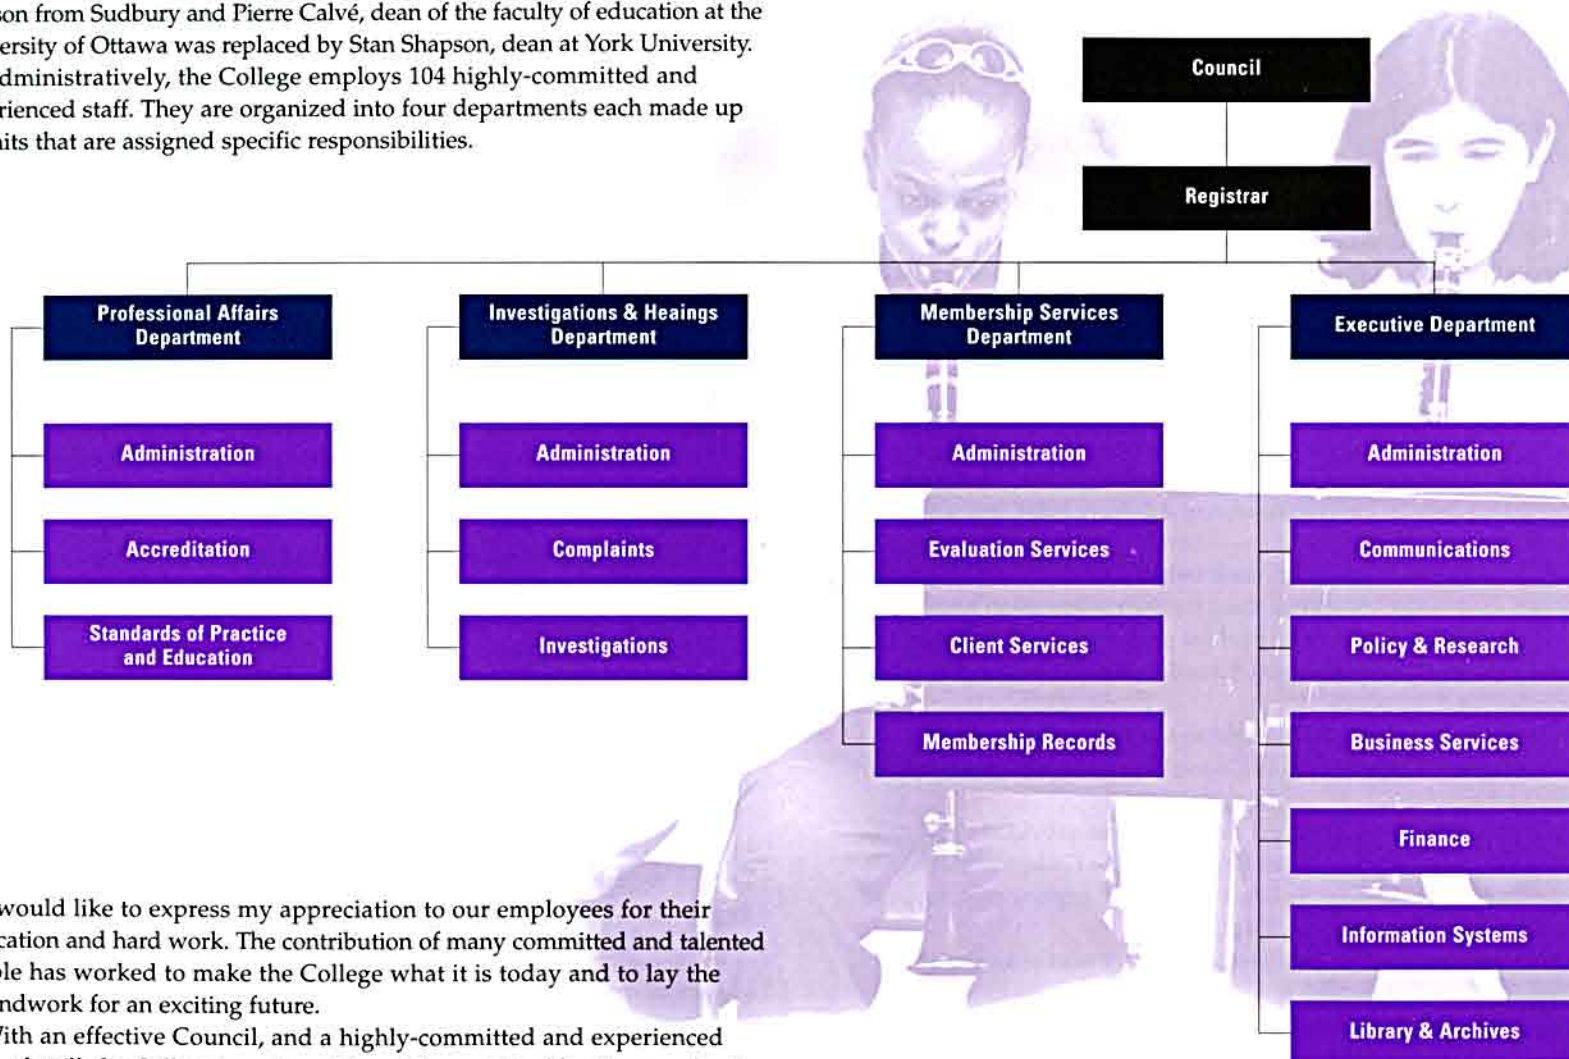 son from Sudbury and Pierre Calvé, dean of the faculty of education at the
ersity of Ottawa was replaced by Stan Shapson, dean at York University.
dministratively, the College employs 104 highly-committed and
rienced staff. They are organized into four departments each made up
its that are assigned specific responsibilities.
Council
Registrar
Professional Affairs
Department
Administration
Accreditation
Standards of Practice
and Education
Investigations & Heaings
Department
Administration
Complaints
Investigations
Membership Services
Department
Administration
Evaluation Services
Client Services
Membership Records
Executive Department
Administration
Communications
Policy & Research
Business Services
Finance
Information Systems
Library & Archives
would like to express my appreciation to our employees for their
cation and hard work. The contribution of many committed and talented
ple has worked to make the College what it is today and to lay the
ndwork for an exciting future.
With an effective Council, and a highly-committed and experienced